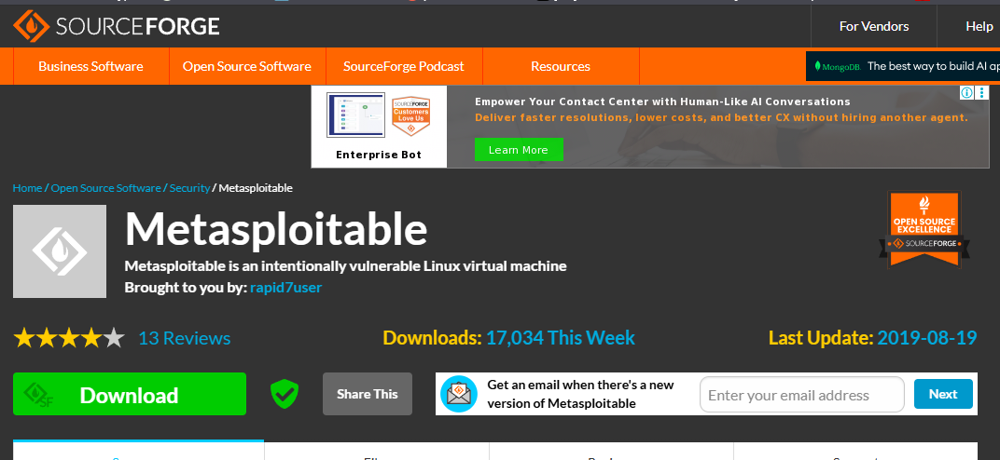 SOURCEFORGE
For Vendors
Help
Business Software
Open Source Software
SourceForge Podcast
Resources
MongoDB. The best way to build AI
SOURCEFORGE
Customers
Love Us
Enterprise Bot
Empower Your Contact Center with Human-Like AI Conversations
Deliver faster resolutions, lower costs, and better CX without hiring another agent.
Learn More
Home / Open Source Software / Security / Metasploitable
Metasploitable
Metasploitable is an intentionally vulnerable Linux virtual machine
Brought to you by: rapid7user
OPEN SOURCE
EXCELLENCE
SOURCEFORGE
13 Reviews
Downloads: 17,034 This Week
Last Update: 2019-08-19
SF
Download
Share This
Get an email when there's a new
version of Metasploitable
Enter your email address
Next